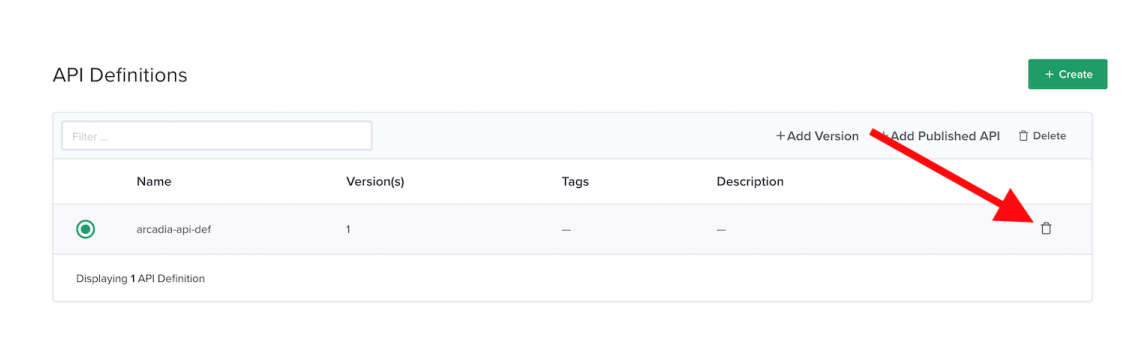 API Definitions
+ Create
Filter ...
+Add Version
+Add Published API
Delete
Name Version(s) Tags Description
arcadia-api-def 1 — —
Displaying 1 API Definition